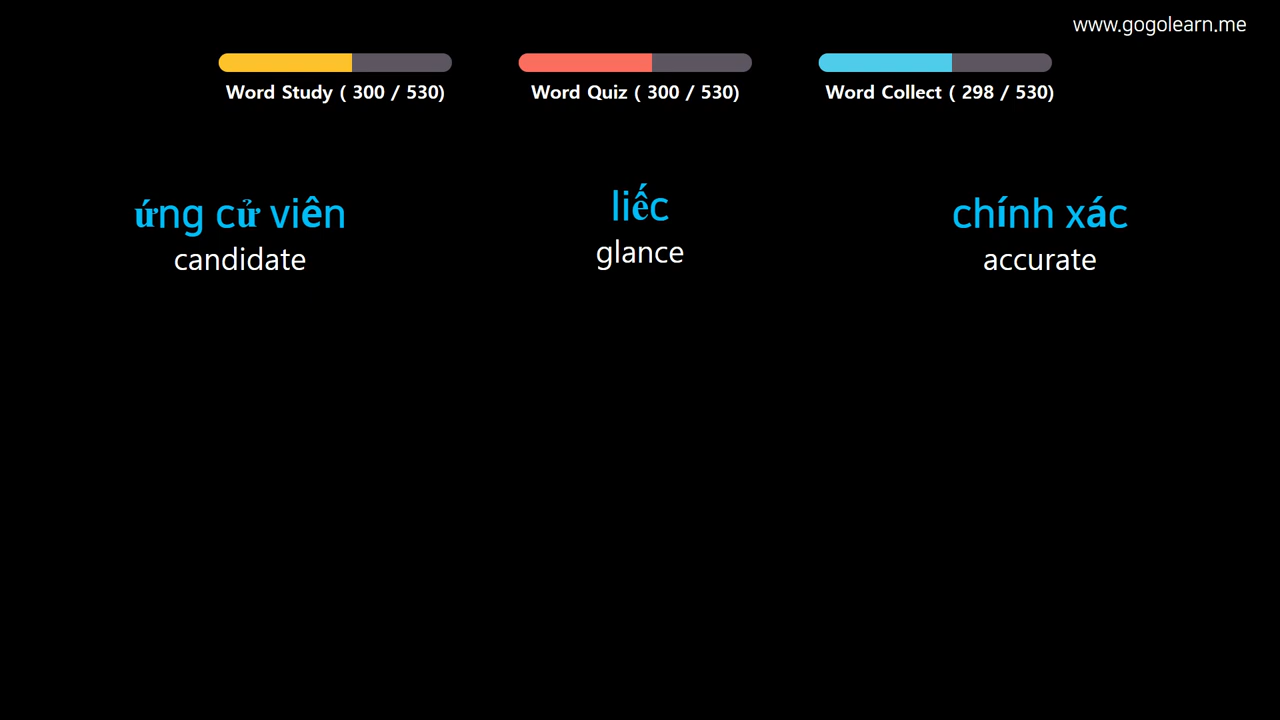 www.gogolearn.me
Word Study ( 300 / 530)
Word Quiz ( 300 / 530)
Word Collect ( 298 / 530)
ứng cử viên
candidate
liếc
glance
chính xác
accurate